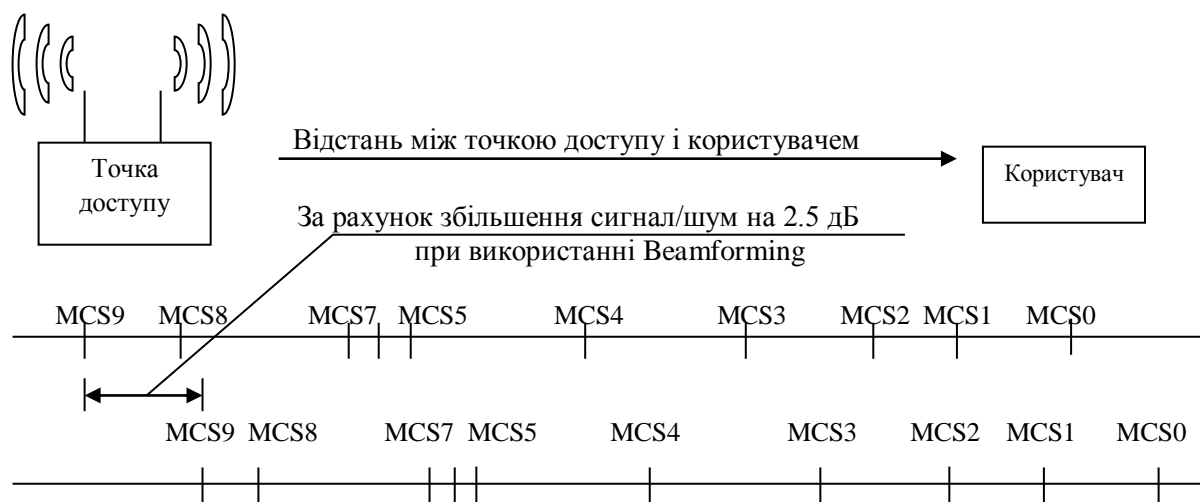 Відстань між точкою доступу і користувачем
Точка
доступу
Користувач
За рахунок збільшення сигнал/шум на 2.5 дБ
при використанні Beamforming
MCS9 MCS8 MCS7 MCS5 MCS4 MCS3 MCS2 MCS1 MCS0
MCS9 MCS8 MCS7 MCS5 MCS4 MCS3 MCS2 MCS1 MCS0